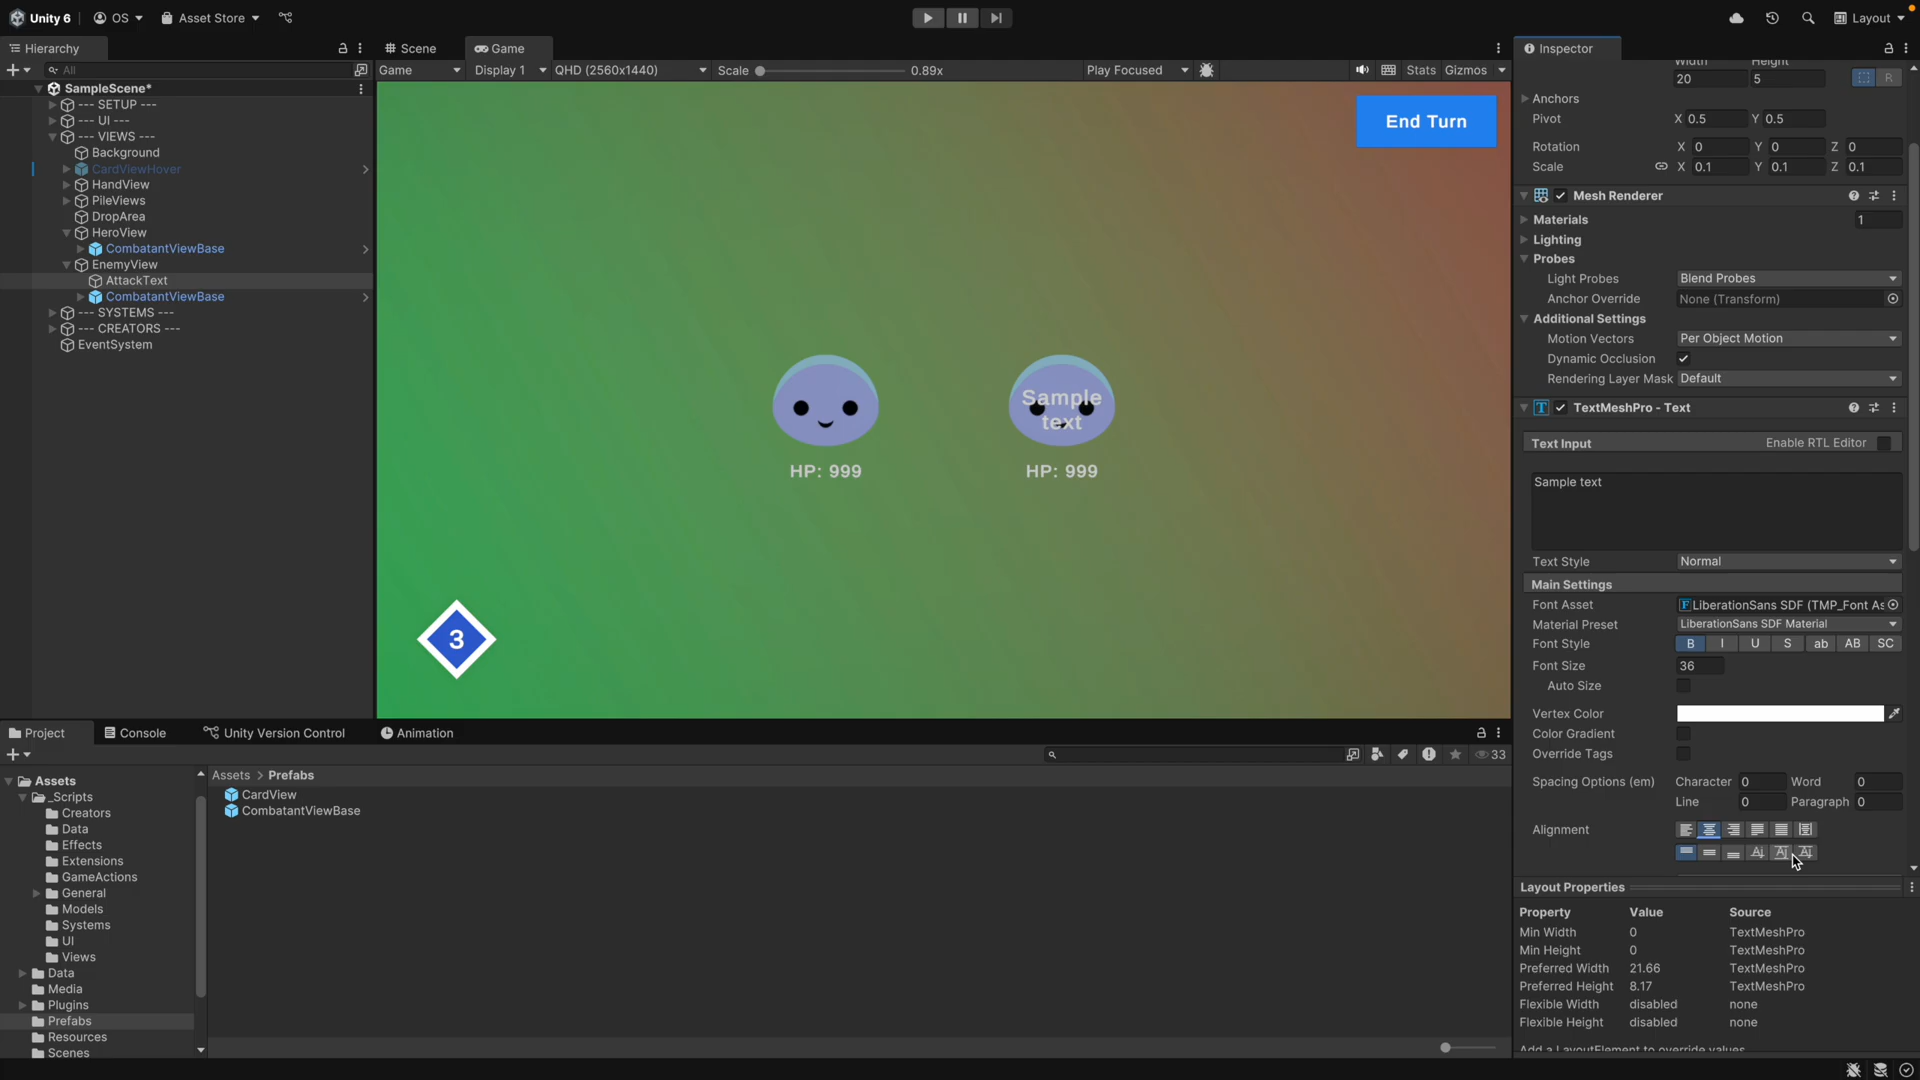 Unity 6
OS
Asset Store
Layout
Hierarchy
All
SampleScene*
--- SETUP ---
--- UI ---
--- VIEWS ---
Background
CardViewHover
HandView
PileViews
DropArea
HeroView
CombatantViewBase
EnemyView
AttackText
CombatantViewBase
--- SYSTEMS ---
--- CREATORS ---
EventSystem
Scene
Game
Game
Display 1
QHD (2560x1440)
Scale
0.89x
Play Focused
Stats
Gizmos
End Turn
Sample
text
HP: 999
HP: 999
3
Inspector
Width
Height
20
5
R
Anchors
Pivot
X 0.5
Y 0.5
Rotation
X 0
Y 0
Z 0
Scale
X 0.1
Y 0.1
Z 0.1
Mesh Renderer
Materials
1
Lighting
Probes
Light Probes
Blend Probes
Anchor Override
None (Transform)
Additional Settings
Motion Vectors
Per Object Motion
Dynamic Occlusion
Rendering Layer Mask
Default
TextMeshPro - Text
Text Input
Enable RTL Editor
Sample text
Text Style
Normal
Main Settings
Font Asset
LiberationSans SDF (TMP_Font As
Material Preset
LiberationSans SDF Material
Font Style
B I U S ab AB SC
Font Size
36
Auto Size
Vertex Color
Color Gradient
Override Tags
Spacing Options (em)
Character 0
Word 0
Line 0
Paragraph 0
Alignment
Layout Properties
Property Value Source
Min Width 0 TextMeshPro
Min Height 0 TextMeshPro
Preferred Width 21.66 TextMeshPro
Preferred Height 8.17 TextMeshPro
Flexible Width disabled none
Flexible Height disabled none
Add a LayoutElement to override values
Project
Console
Unity Version Control
Animation
33
Assets
_Scripts
Creators
Data
Effects
Extensions
GameActions
General
Models
Systems
UI
Views
Data
Media
Plugins
Prefabs
Resources
Scenes
Assets > Prefabs
CardView
CombatantViewBase